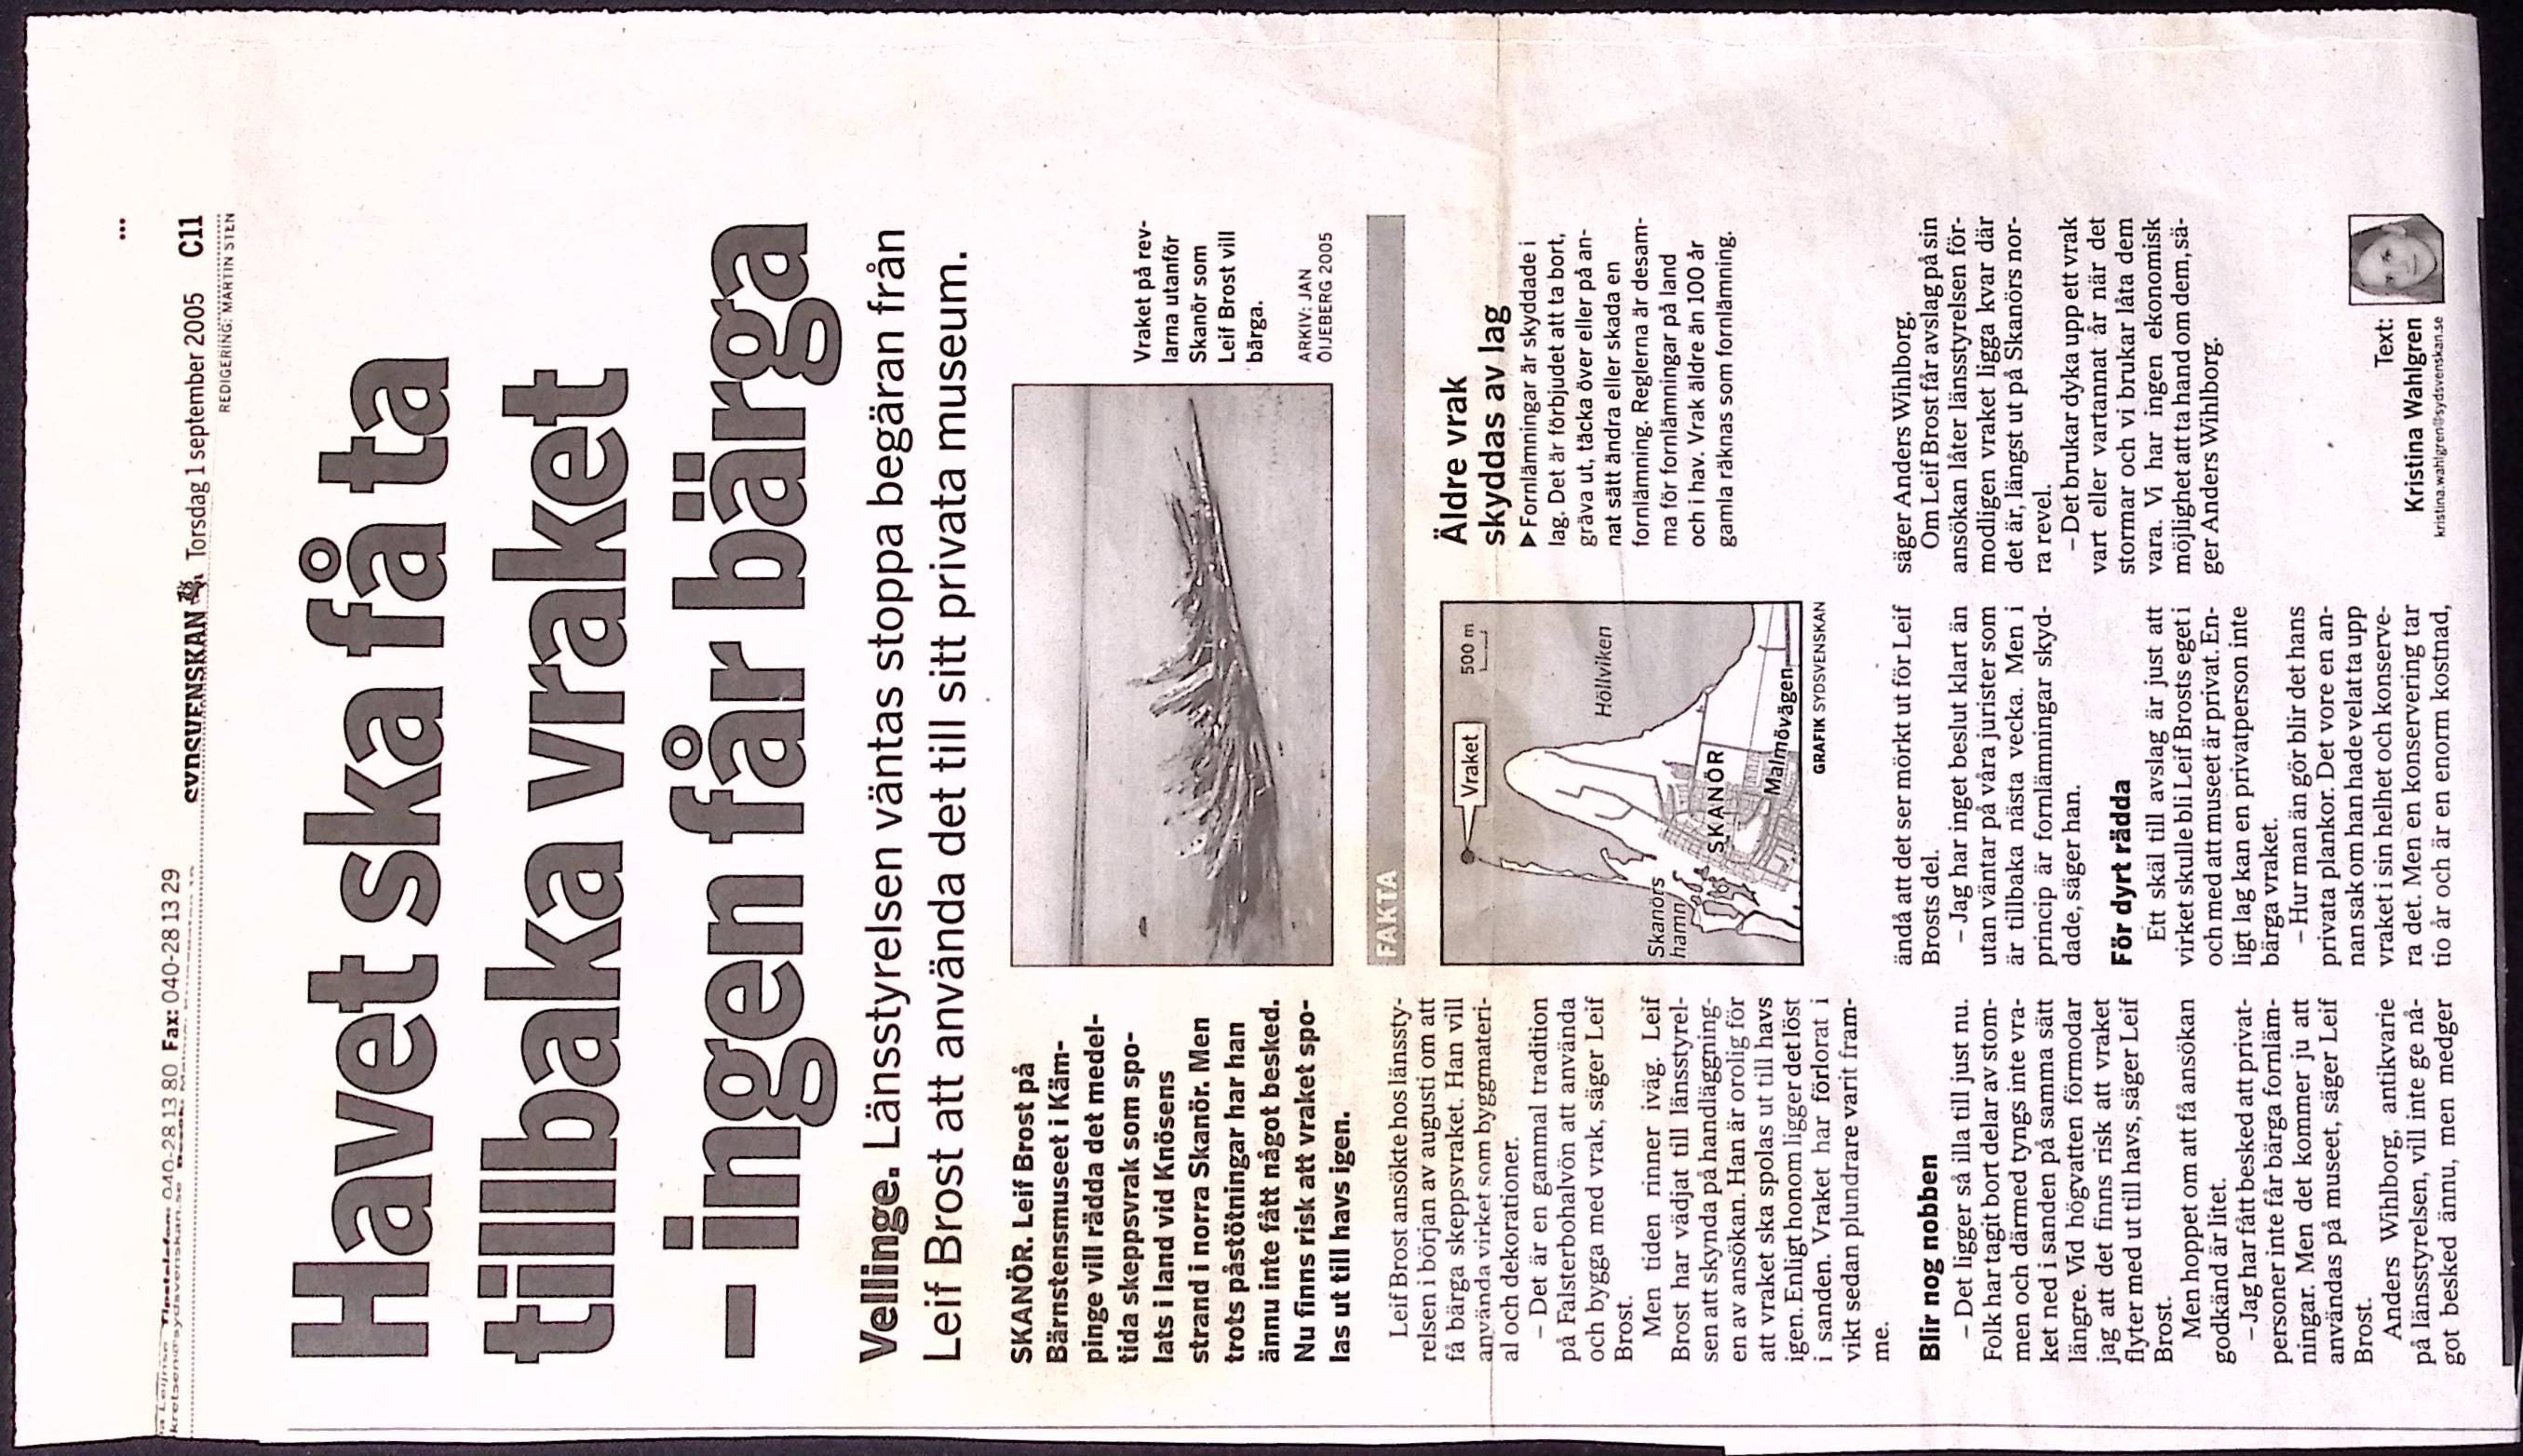 Tipstelefon: 040-28 13 80 Fax: 040-28 13 29
kretsen@sydsvenskan.se
SYDSVENSKAN Torsdag 1 september 2005 C11
REDIGERING: MARTIN STEN
Havet ska få ta
tillbaka vraket
– ingen får bärga
Vellinge. Länsstyrelsen väntas stoppa begäran från
Leif Brost att använda det till sitt privata museum.
SKANÖR. Leif Brost på
Bärnstensmuseet i Käm-
pinge vill rädda det medel-
tida skeppsvrak som spo-
lats i land vid Knösens
strand i norra Skanör. Men
trots påstötningar har han
ännu inte fått något besked.
Nu finns risk att vraket spo-
las ut till havs igen.
Leif Brost ansökte hos länssty-
relsen i början av augusti om att
få bärga skeppsvraket. Han vill
använda virket som byggmateri-
al och dekorationer.
– Det är en gammal tradition
på Falsterbohalvön att använda
och bygga med vrak, säger Leif
Brost.
Men tiden rinner iväg. Leif
Brost har vädjat till länsstyrel-
sen att skynda på handläggning-
en av ansökan. Han är orolig för
att vraket ska spolas ut till havs
igen. Enligt honom ligger det löst
i sanden. Vraket har förlorat i
vikt sedan plundrare varit fram-
me.
Blir nog nobben
– Det ligger så illa till just nu.
Folk har tagit bort delar av stom-
men och därmed tyngs inte vra-
ket ned i sanden på samma sätt
längre. Vid högvatten förmodar
jag att det finns risk att vraket
flyter med ut till havs, säger Leif
Brost.
Men hoppet om att få ansökan
godkänd är litet.
– Jag har fått besked att privat-
personer inte får bärga fornläm-
ningar. Men det kommer ju att
användas på museet, säger Leif
Brost.
Anders Wihlborg, antikvarie
på länsstyrelsen, vill inte ge nå-
got besked ännu, men medger
Vraket på rev-
larna utanför
Skanör som
Leif Brost vill
bärga.
ARKIV: JAN
ÖIJEBERG 2005
FAKTA
Vraket
500 m
Höllviken
Skanörs
hamn
SKANÖR
Malmövägen
GRAFIK SYDSVENSKAN
Äldre vrak
skyddas av lag
▶ Fornlämningar är skyddade i
lag. Det är förbjudet att ta bort,
gräva ut, täcka över eller på an-
nat sätt ändra eller skada en
fornlämning. Reglerna är desam-
ma för fornlämningar på land
och i hav. Vrak äldre än 100 år
gamla räknas som fornlämning.
ändå att det ser mörkt ut för Leif
Brosts del.
– Jag har inget beslut klart än
utan väntar på våra jurister som
är tillbaka nästa vecka. Men i
princip är fornlämningar skyd-
dade, säger han.
För dyrt rädda
Ett skäl till avslag är just att
virket skulle bli Leif Brosts eget i
och med att museet är privat. En-
ligt lag kan en privatperson inte
bärga vraket.
– Hur man än gör blir det hans
privata plankor. Det vore en an-
nan sak om han hade velat ta upp
vraket i sin helhet och konserve-
ra det. Men en konservering tar
tio år och är en enorm kostnad,
säger Anders Wihlborg.
Om Leif Brost får avslag på sin
ansökan låter länsstyrelsen för-
modligen vraket ligga kvar där
det är, längst ut på Skanörs nor-
ra revel.
– Det brukar dyka upp ett vrak
vart eller vartannat år när det
stormar och vi brukar låta dem
vara. Vi har ingen ekonomisk
möjlighet att ta hand om dem, sä-
ger Anders Wihlborg.
Text:
Kristina Wahlgren
kristina.wahlgren@sydsvenskan.se